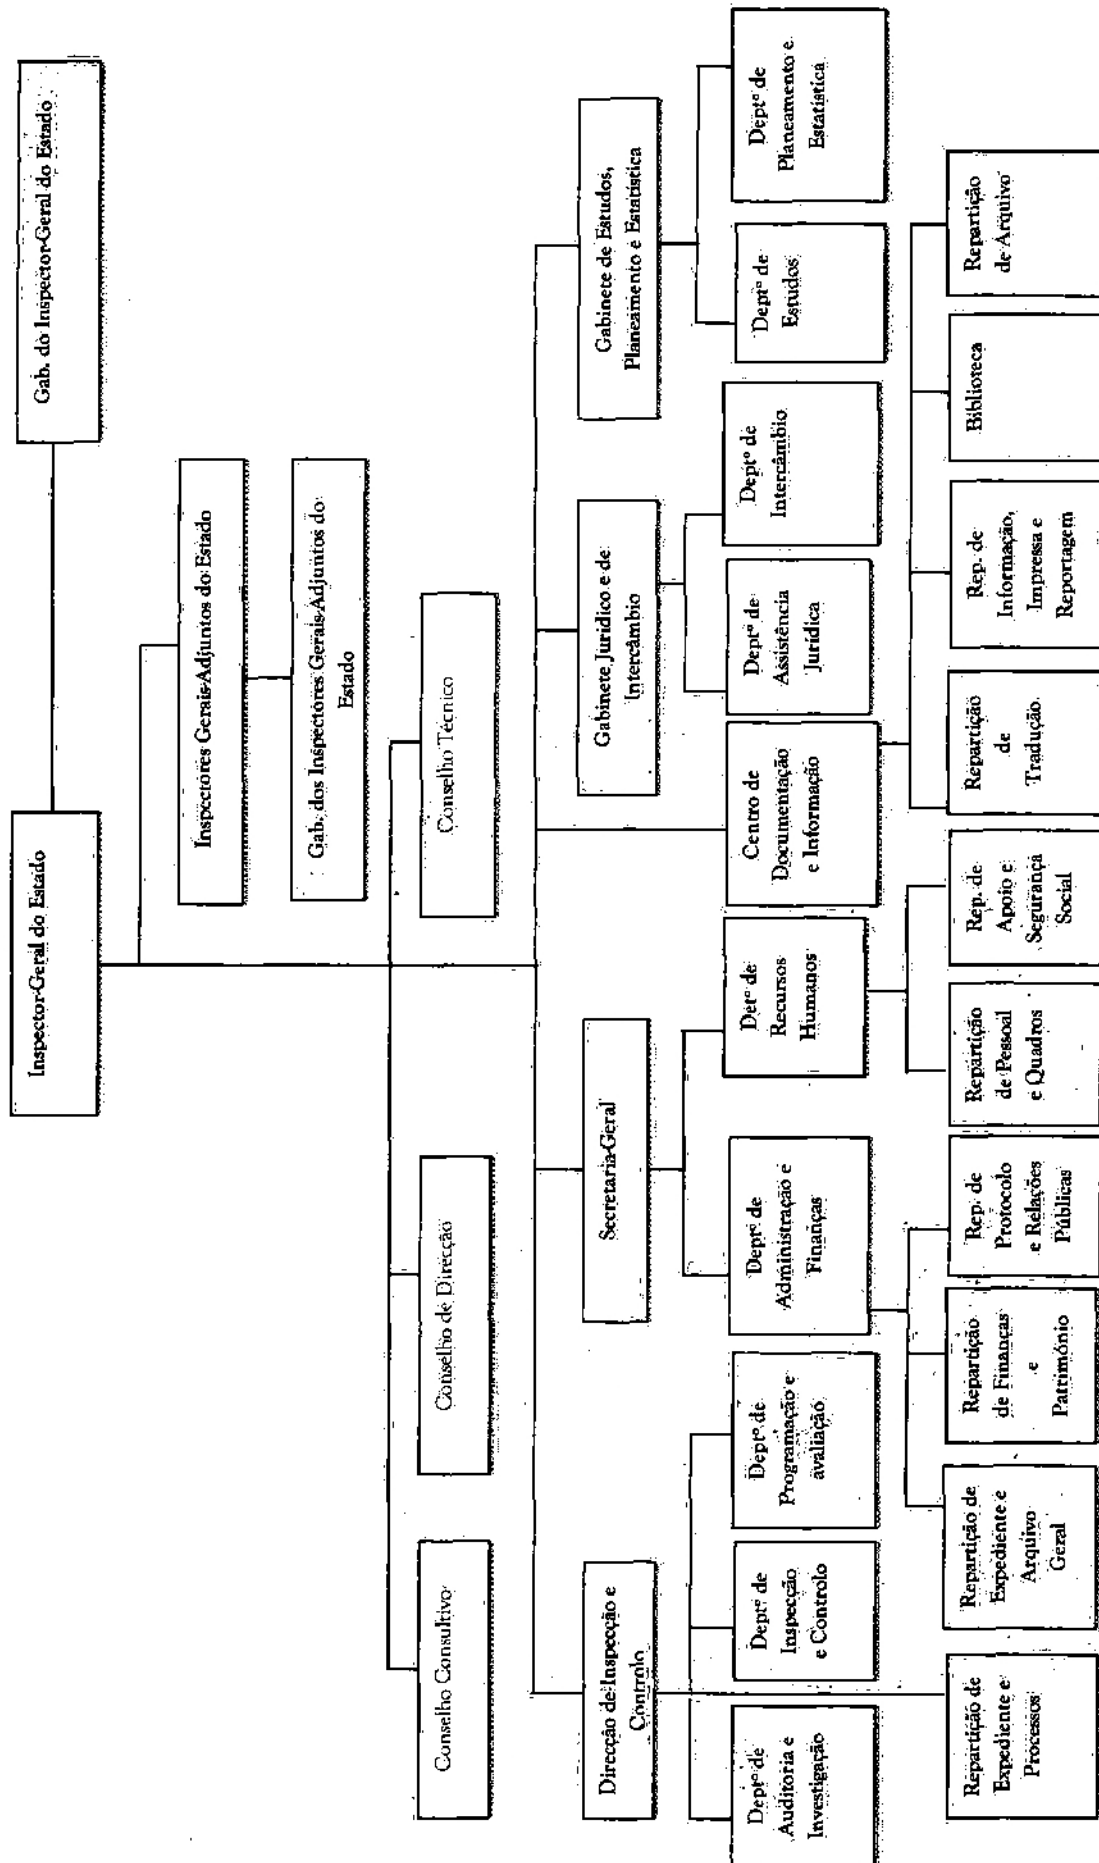 Inspector-Geral do Estado
Gab. do Inspector-Geral do Estado
Inspectores Gerais-Adjuntos do Estado
Gab. dos Inspectores Gerais-Adjuntos do
Estado
Conselho Consultivo
Conselho de Direcção
Conselho Técnico
Direcção de Inspecção e
Controlo
Secretaria-Geral
Gabinete Jurídico e de
Intercâmbio
Gabinete de Estudos,
Planeamento e Estatística
Deptº de
Auditoria e
Investigação
Deptº de
Inspecção
e Controlo
Deptº de
Programação e
avaliação
Deptº de
Administração e
Finanças
Detº de
Recursos
Humanos
Centro de
Documentação
e Informação
Deptº de
Assistência
Jurídica
Deptº de
Intercâmbio
Deptº de
Estudos
Deptº de
Planeamento e
Estatística
Repartição de
Expediente e
Processos
Repartição de
Expediente e
Arquivo
Geral
Repartição
de Finanças
e
Património
Rep. de
Protocolo
e Relações
Públicas
Repartição
de Pessoal
e Quadros
Rep. de
Apoio e
Segurança
Social
Repartição
de
Tradução
Rep. de
Informação,
Impressa e
Reportagem
Biblioteca
Repartição
de Arquivo